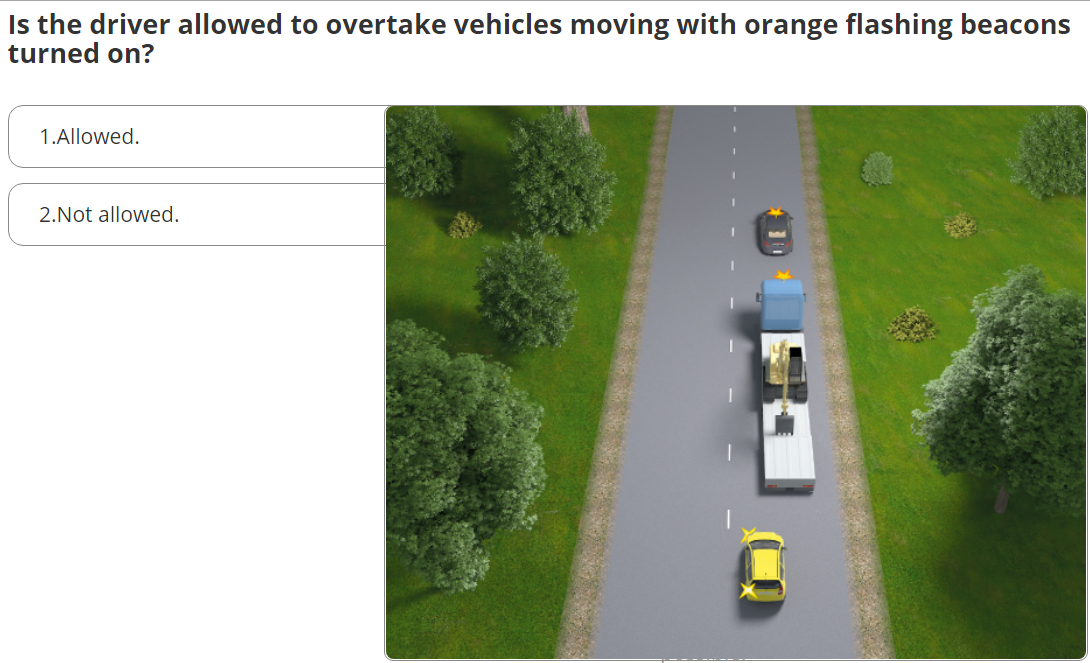 Is the driver allowed to overtake vehicles moving with orange flashing beacons
turned on?
1.Allowed.
2.Not allowed.